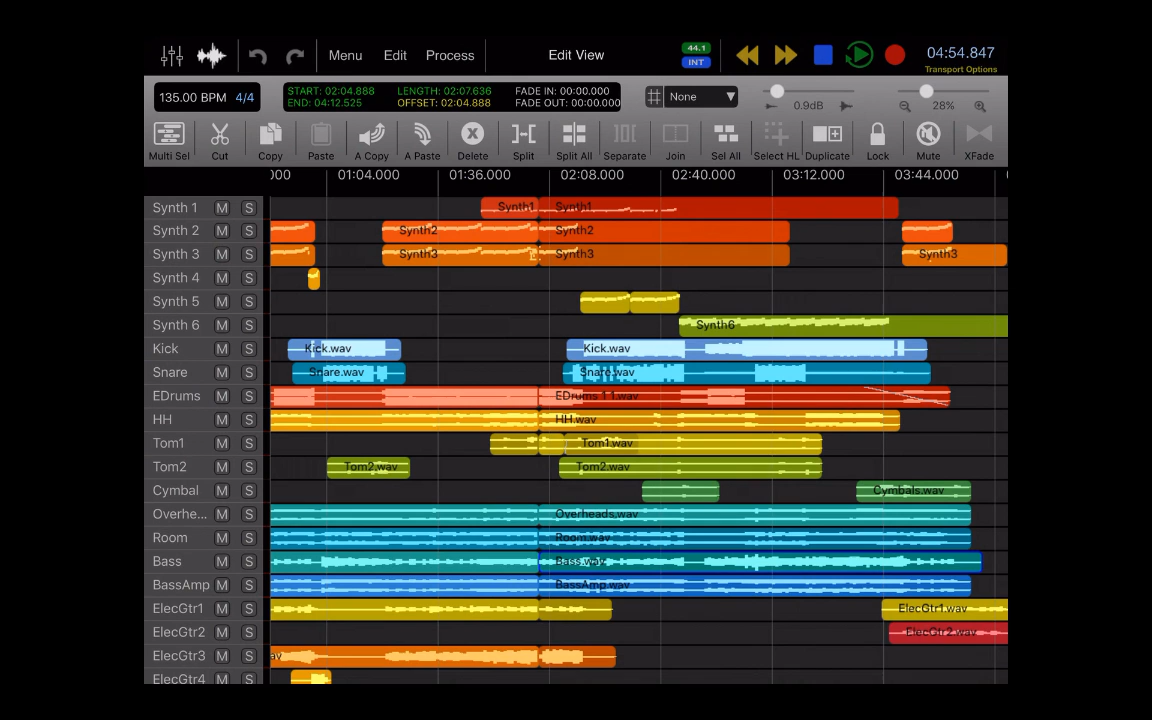 Menu Edit Process Edit View 44.1 INT 04:54.847 Transport Options
135.00 BPM 4/4
START: 02:04.888 LENGTH: 02:07.636 FADE IN: 00:00.000
END: 04:12.525 OFFSET: 02:04.888 FADE OUT: 00:00.000
None 0.9dB 28%
Multi Sel Cut Copy Paste A Copy A Paste Delete Split Split All Separate Join Sel All Select HL Duplicate Lock Mute XFade
000 01:04.000 01:36.000 02:08.000 02:40.000 03:12.000 03:44.000
Synth 1 M S Synth1 Synth1
Synth 2 M S Synth2 Synth2
Synth 3 M S Synth3 Synth3 Synth3
Synth 4 M S
Synth 5 M S
Synth 6 M S Synth6
Kick M S Kick.wav Kick.wav
Snare M S Snare.wav Snare.wav
EDrums M S EDrums 1 1.wav
HH M S HH.wav
Tom1 M S Tom1.wav
Tom2 M S Tom2.wav Tom2.wav
Cymbal M S Cymbals.wav
Overhe... M S Overheads.wav
Room M S Room.wav
Bass M S Bass.wav
BassAmp M S BassAmp.wav
ElecGtr1 M S ElecGtr1.wav
ElecGtr2 M S ElecGtr2.wav
ElecGtr3 M S av
ElecGtr4 M S